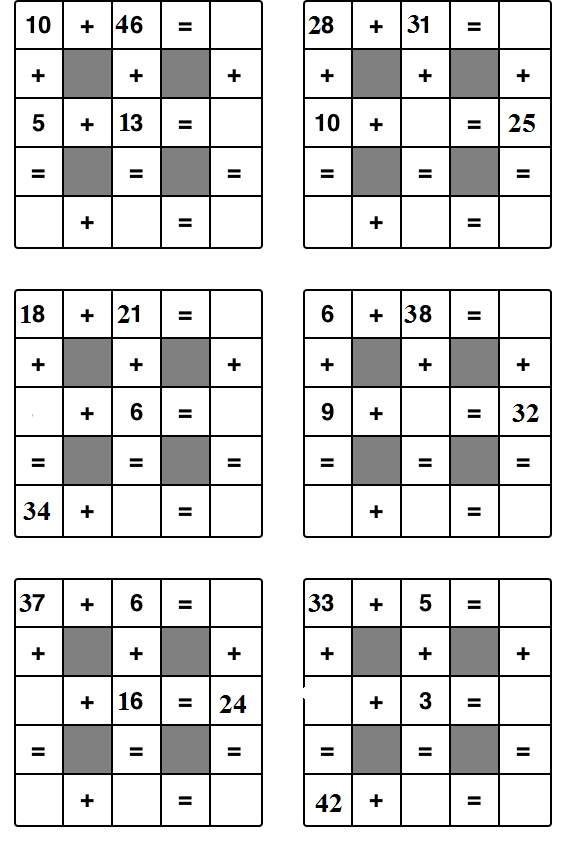 10 + 46 =
+ + +
5 + 13 =
= = =
+ =
28 + 31 =
+ + +
10 + = 25
= = =
+ =
18 + 21 =
+ + +
+ 6 =
= = =
34 + =
6 + 38 =
+ + +
9 + = 32
= = =
+ =
37 + 6 =
+ + +
+ 16 = 24
= = =
+ =
33 + 5 =
+ + +
+ 3 =
= = =
42 + =